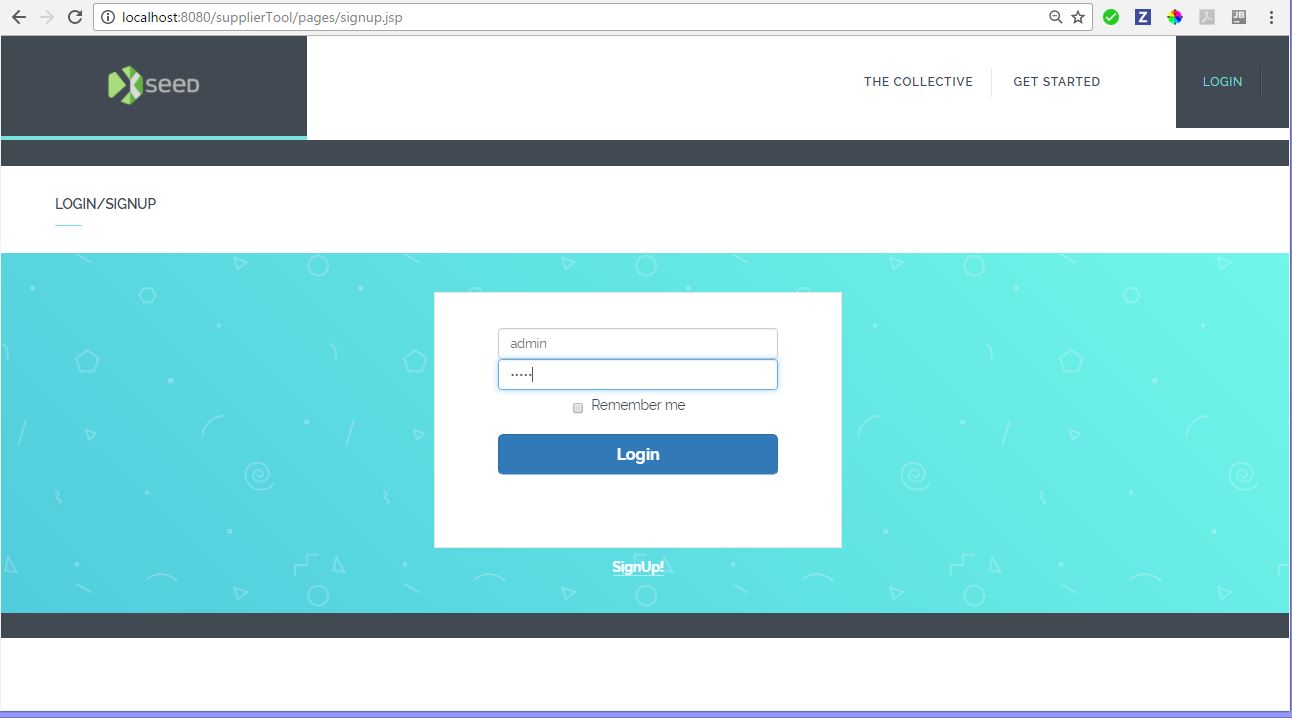 localhost:8080/supplierTool/pages/signup.jsp
Z
JB
seed
THE COLLECTIVE
GET STARTED
LOGIN
LOGIN/SIGNUP
admin
•••••
Remember me
Login
SignUp!